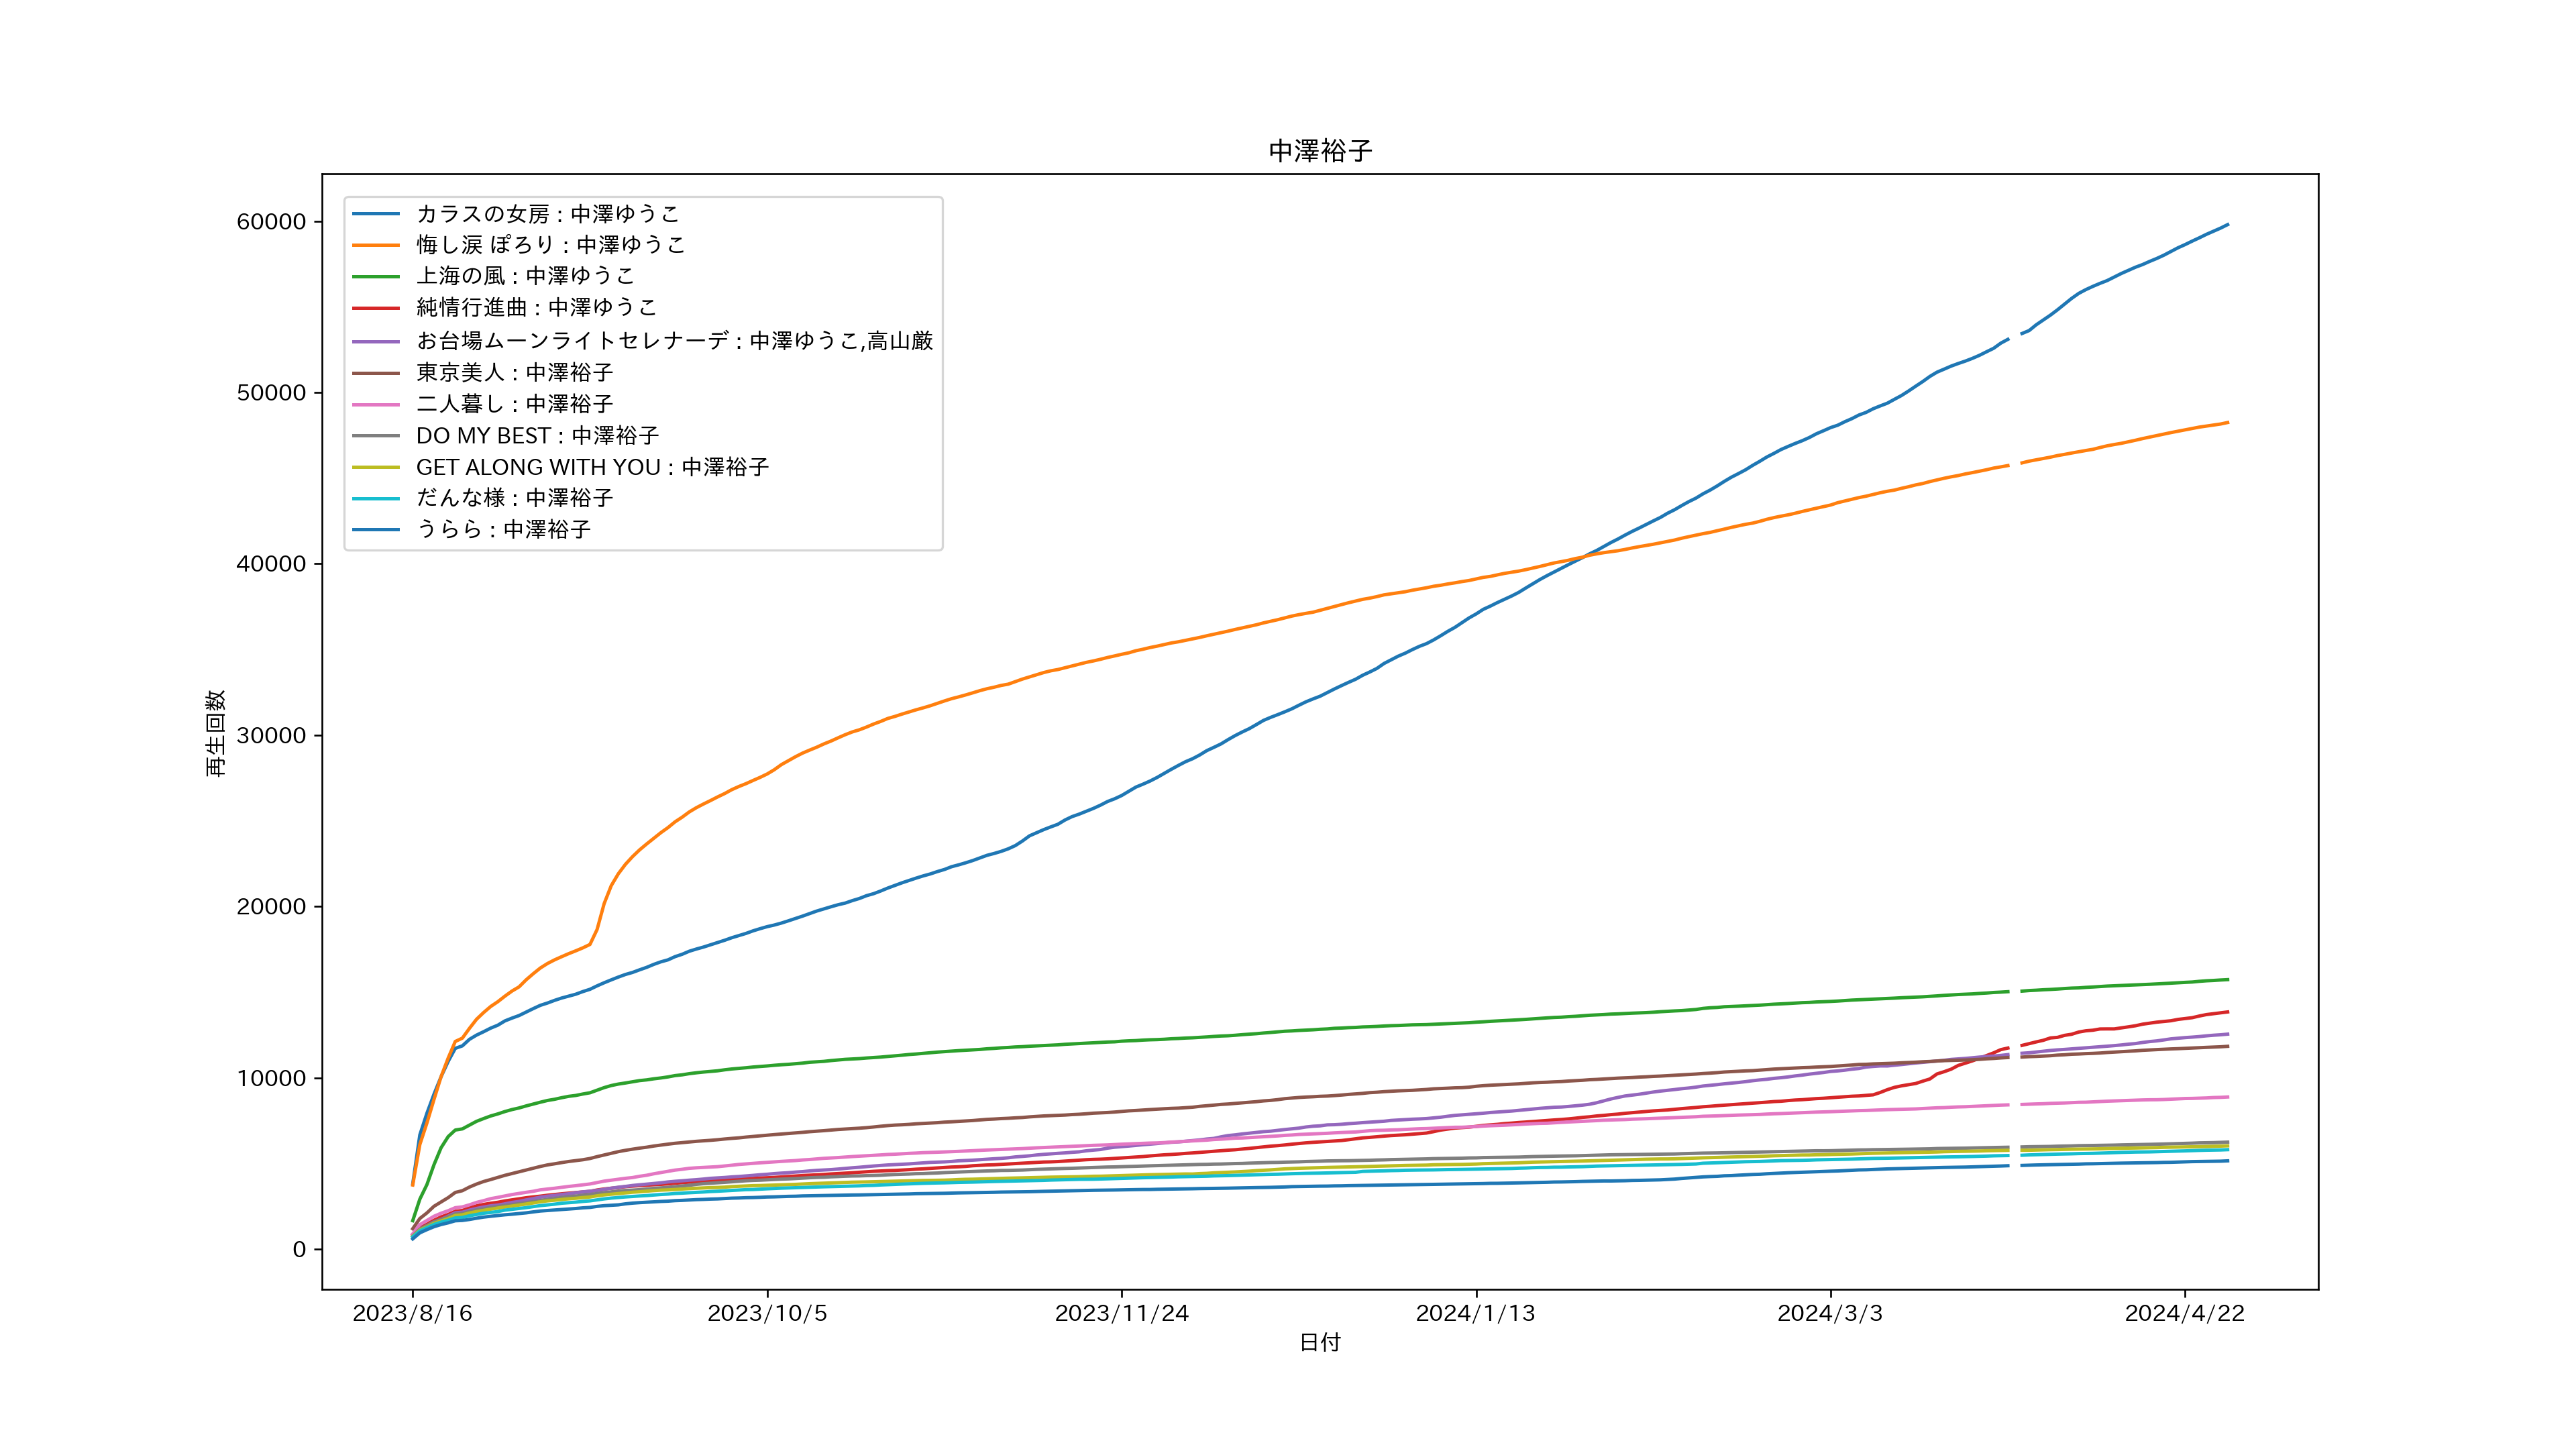 中澤裕子
カラスの女房 : 中澤ゆうこ
悔し涙 ぽろり : 中澤ゆうこ
上海の風 : 中澤ゆうこ
純情行進曲 : 中澤ゆうこ
お台場ムーンライトセレナーデ : 中澤ゆうこ,高山厳
東京美人 : 中澤裕子
二人暮し : 中澤裕子
DO MY BEST : 中澤裕子
GET ALONG WITH YOU : 中澤裕子
だんな様 : 中澤裕子
うらら : 中澤裕子
60000
50000
40000
30000
20000
10000
0
再生回数
2023/8/16
2023/10/5
2023/11/24
2024/1/13
2024/3/3
2024/4/22
日付